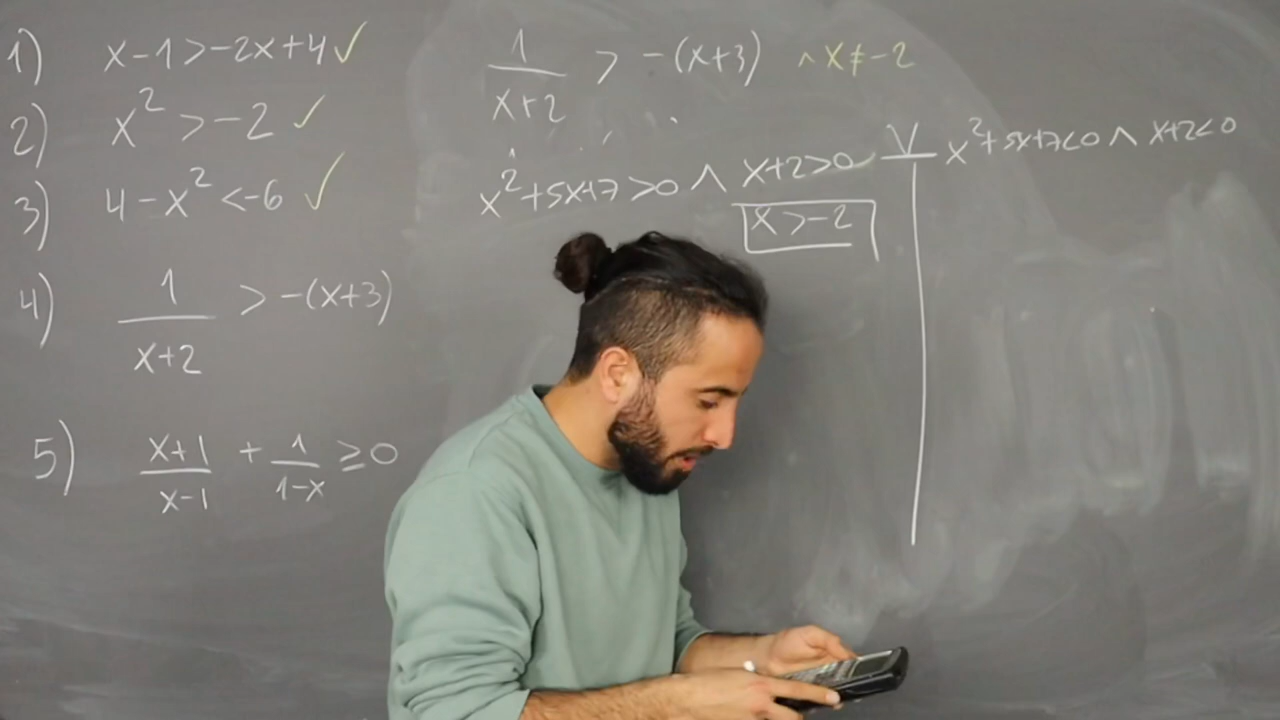 1) x-1>-2x+4 ✓
2) x²>-2 ✓
3) 4-x²<-6 ✓
4) 1/(x+2) >-(x+3)
5) (x+1)/(x-1) + 1/(1-x) ≥0
1/(x+2) > -(x+3) ∧ x≠-2
x²+5x+7>0 ∧ x+2>0 ∨ x²+5x+7<0 ∧ x+2<0
x>-2